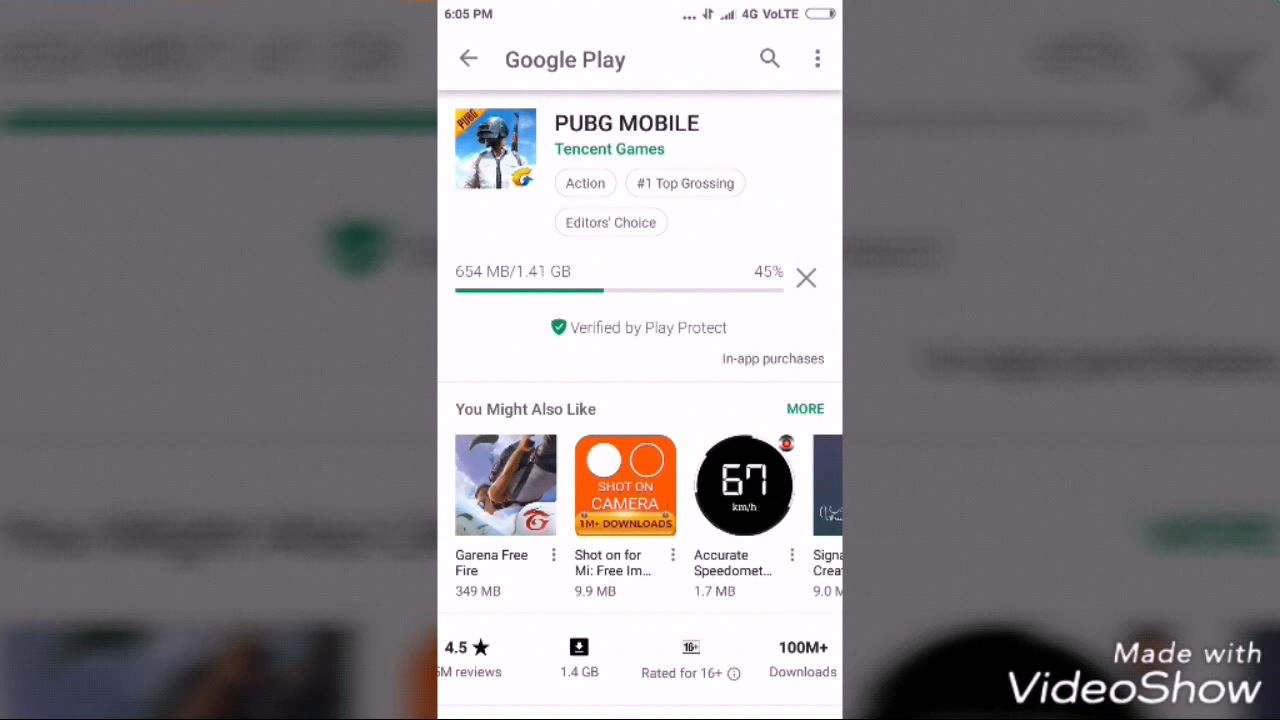 6:05 PM
4G VoLTE
Google Play
PUBG
PUBG MOBILE
Tencent Games
Action
#1 Top Grossing
Editors' Choice
654 MB/1.41 GB
45%
Verified by Play Protect
In-app purchases
You Might Also Like
MORE
SHOT ON
CAMERA
1M+ DOWNLOADS
67
km/h
Garena Free
Fire
349 MB
Shot on for
Mi: Free Im...
9.9 MB
Accurate
Speedomet...
1.7 MB
Signa
Creat
9.0 M
4.5
5M reviews
1.4 GB
16+
Rated for 16+
100M+
Downloads
Made with
VideoShow